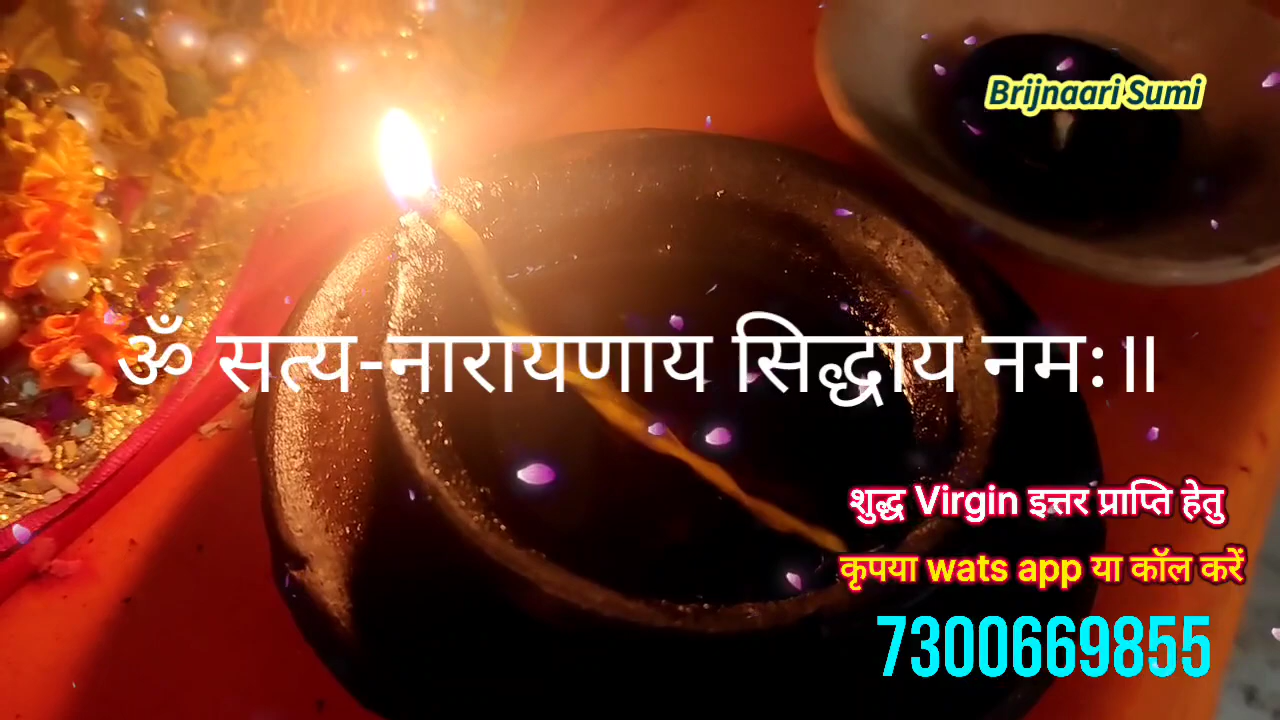 Brijnaari Sumi
ॐ सत्य-नारायणाय सिद्धाय नमः॥
शुद्ध Virgin इत्तर प्राप्ति हेतु
कृपया wats app या कॉल करें
7300669855